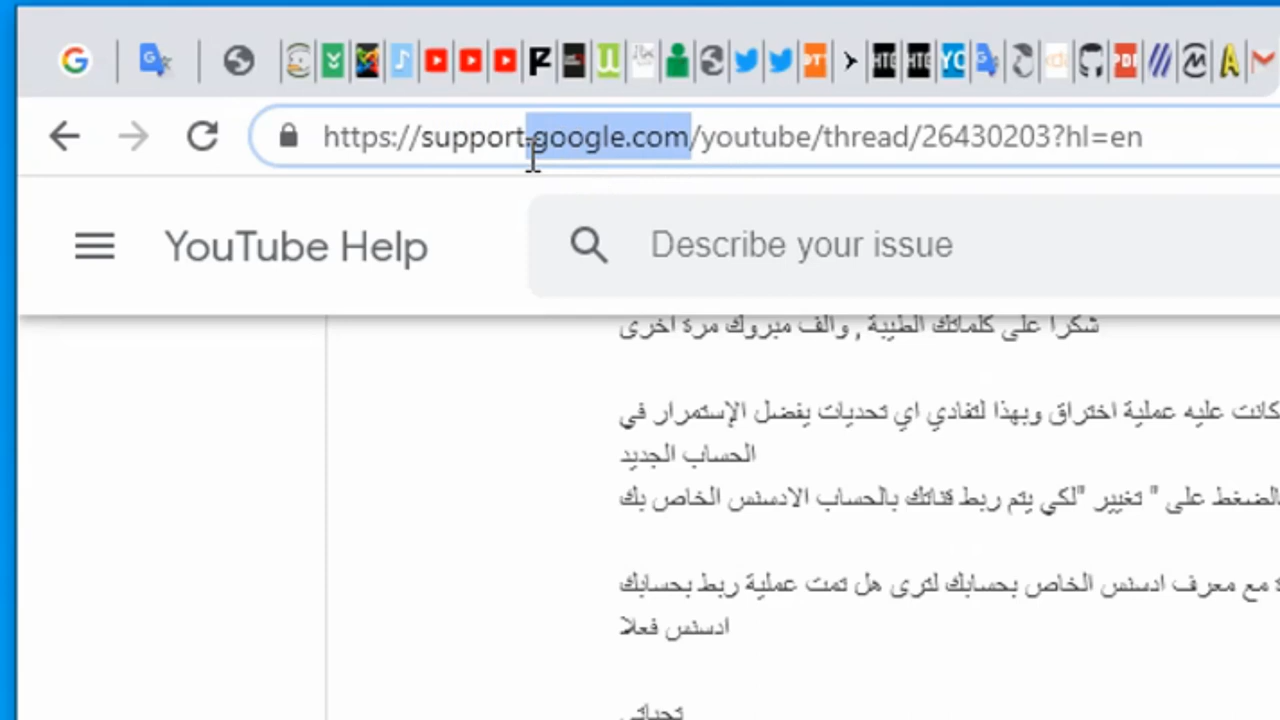 https://support.google.com/youtube/thread/26430203?hl=en
YouTube Help
Describe your issue
شكرا على كلماتك الطيبة , والف مبروك مرة اخرى
كانت عليه عملية اختراق وبهذا لتفادي اي تحديات يفضل الإستمرار في
الحساب الجديد
الضغط على " تغيير "لكي يتم ربط قناتك بالحساب الادسنس الخاص بك
مع معرف ادسنس الخاص بحسابك لترى هل تمت عملية ربط بحسابك
ادسنس فعلا
تحياتي